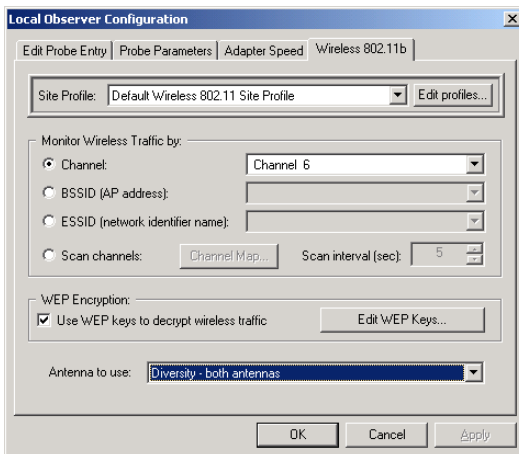 Local Observer Configuration
Edit Probe Entry Probe Parameters Adapter Speed Wireless 802.11b
Site Profile: Default Wireless 802.11 Site Profile Edit profiles...
Monitor Wireless Traffic by:
Channel: Channel 6
BSSID (AP address):
ESSID (network identifier name):
Scan channels: Channel Map... Scan interval (sec): 5
WEP Encryption:
Use WEP keys to decrypt wireless traffic Edit WEP Keys...
Antenna to use: Diversity - both antennas
OK Cancel Apply